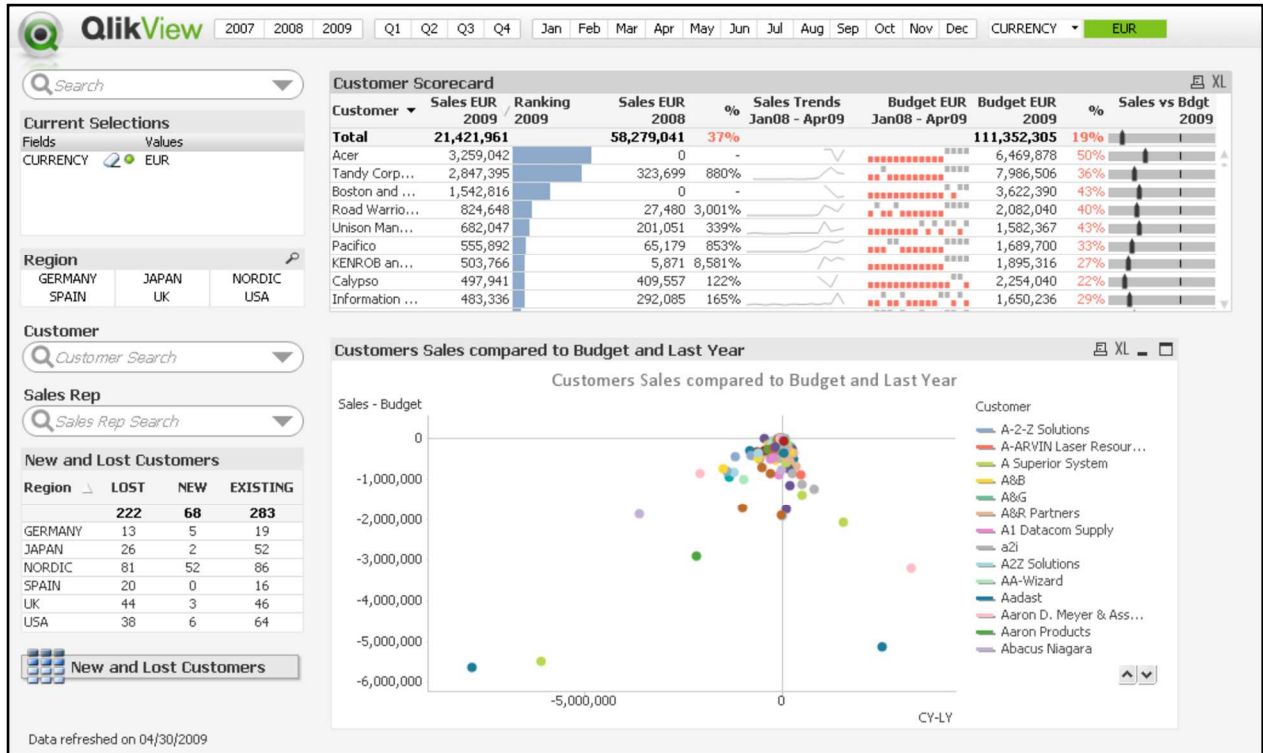 QlikView 2007 2008 2009 Q1 Q2 Q3 Q4 Jan Feb Mar Apr May Jun Jul Aug Sep Oct Nov Dec CURRENCY EUR
Search
Current Selections
Fields Values
CURRENCY EUR
Region
GERMANY JAPAN NORDIC
SPAIN UK USA
Customer
Customer Search
Sales Rep
Sales Rep Search
New and Lost Customers
Region LOST NEW EXISTING
222 68 283
GERMANY 13 5 19
JAPAN 26 2 52
NORDIC 81 52 86
SPAIN 20 0 16
UK 44 3 46
USA 38 6 64
New and Lost Customers
Data refreshed on 04/30/2009
Customer Scorecard XL
Customer Sales EUR 2009 / Ranking 2009 Sales EUR 2008 % Sales Trends Jan08 - Apr09 Budget EUR Jan08 - Apr09 Budget EUR 2009 % Sales vs Bdgt 2009
Total 21,421,961 58,279,041 37% 111,352,305 19%
Acer 3,259,042 0 - 6,469,878 50%
Tandy Corp... 2,847,395 323,699 880% 7,986,506 36%
Boston and ... 1,542,816 0 - 3,622,390 43%
Road Warrio... 824,648 27,480 3,001% 2,082,040 40%
Unison Man... 682,047 201,051 339% 1,582,367 43%
Pacifico 555,892 65,179 853% 1,689,700 33%
KENROB an... 503,766 5,871 8,581% 1,895,316 27%
Calypso 497,941 409,557 122% 2,254,040 22%
Information ... 483,336 292,085 165% 1,650,236 29%
Customers Sales compared to Budget and Last Year XL
Customers Sales compared to Budget and Last Year
Sales - Budget
0
-1,000,000
-2,000,000
-3,000,000
-4,000,000
-5,000,000
-6,000,000
-5,000,000 0
CY-LY
Customer
A-2-Z Solutions
A-ARVIN Laser Resour...
A Superior System
A&B
A&G
A&R Partners
A1 Datacom Supply
a2i
A2Z Solutions
AA-Wizard
Aadast
Aaron D. Meyer & Ass...
Aaron Products
Abacus Niagara